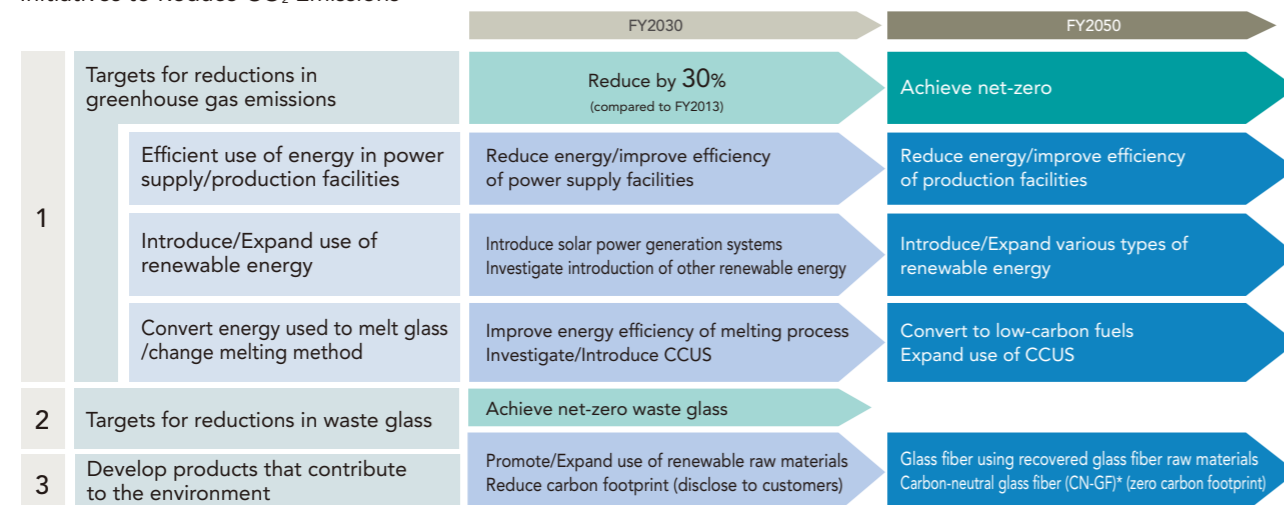 Initiatives to Reduce CO₂ Emissions
FY2030
FY2050
1
Targets for reductions in
greenhouse gas emissions
Reduce by 30%
(compared to FY2013)
Achieve net-zero
Efficient use of energy in power
supply/production facilities
Reduce energy/improve efficiency
of power supply facilities
Reduce energy/improve efficiency
of production facilities
Introduce/Expand use of
renewable energy
Introduce solar power generation systems
Investigate introduction of other renewable energy
Introduce/Expand various types of
renewable energy
Convert energy used to melt glass
/change melting method
Improve energy efficiency of melting process
Investigate/Introduce CCUS
Convert to low-carbon fuels
Expand use of CCUS
2
Targets for reductions in waste glass
Achieve net-zero waste glass
3
Develop products that contribute
to the environment
Promote/Expand use of renewable raw materials
Reduce carbon footprint (disclose to customers)
Glass fiber using recovered glass fiber raw materials
Carbon-neutral glass fiber (CN-GF)* (zero carbon footprint)